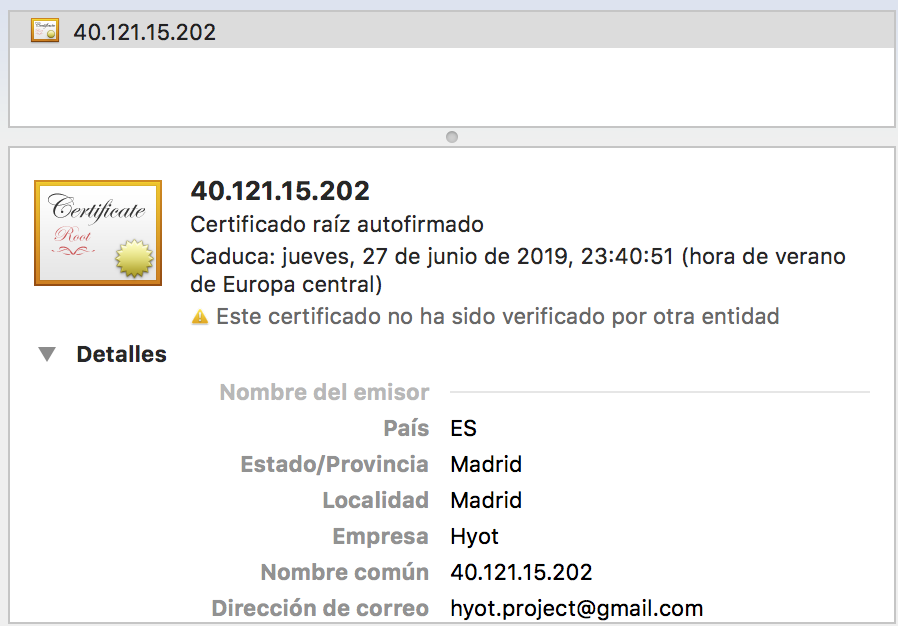 40.121.15.202
Certificate
Root
40.121.15.202
Certificado raíz autofirmado
Caduca: jueves, 27 de junio de 2019, 23:40:51 (hora de verano
de Europa central)
Este certificado no ha sido verificado por otra entidad
Detalles
Nombre del emisor
País ES
Estado/Provincia Madrid
Localidad Madrid
Empresa Hyot
Nombre común 40.121.15.202
Dirección de correo hyot.project@gmail.com